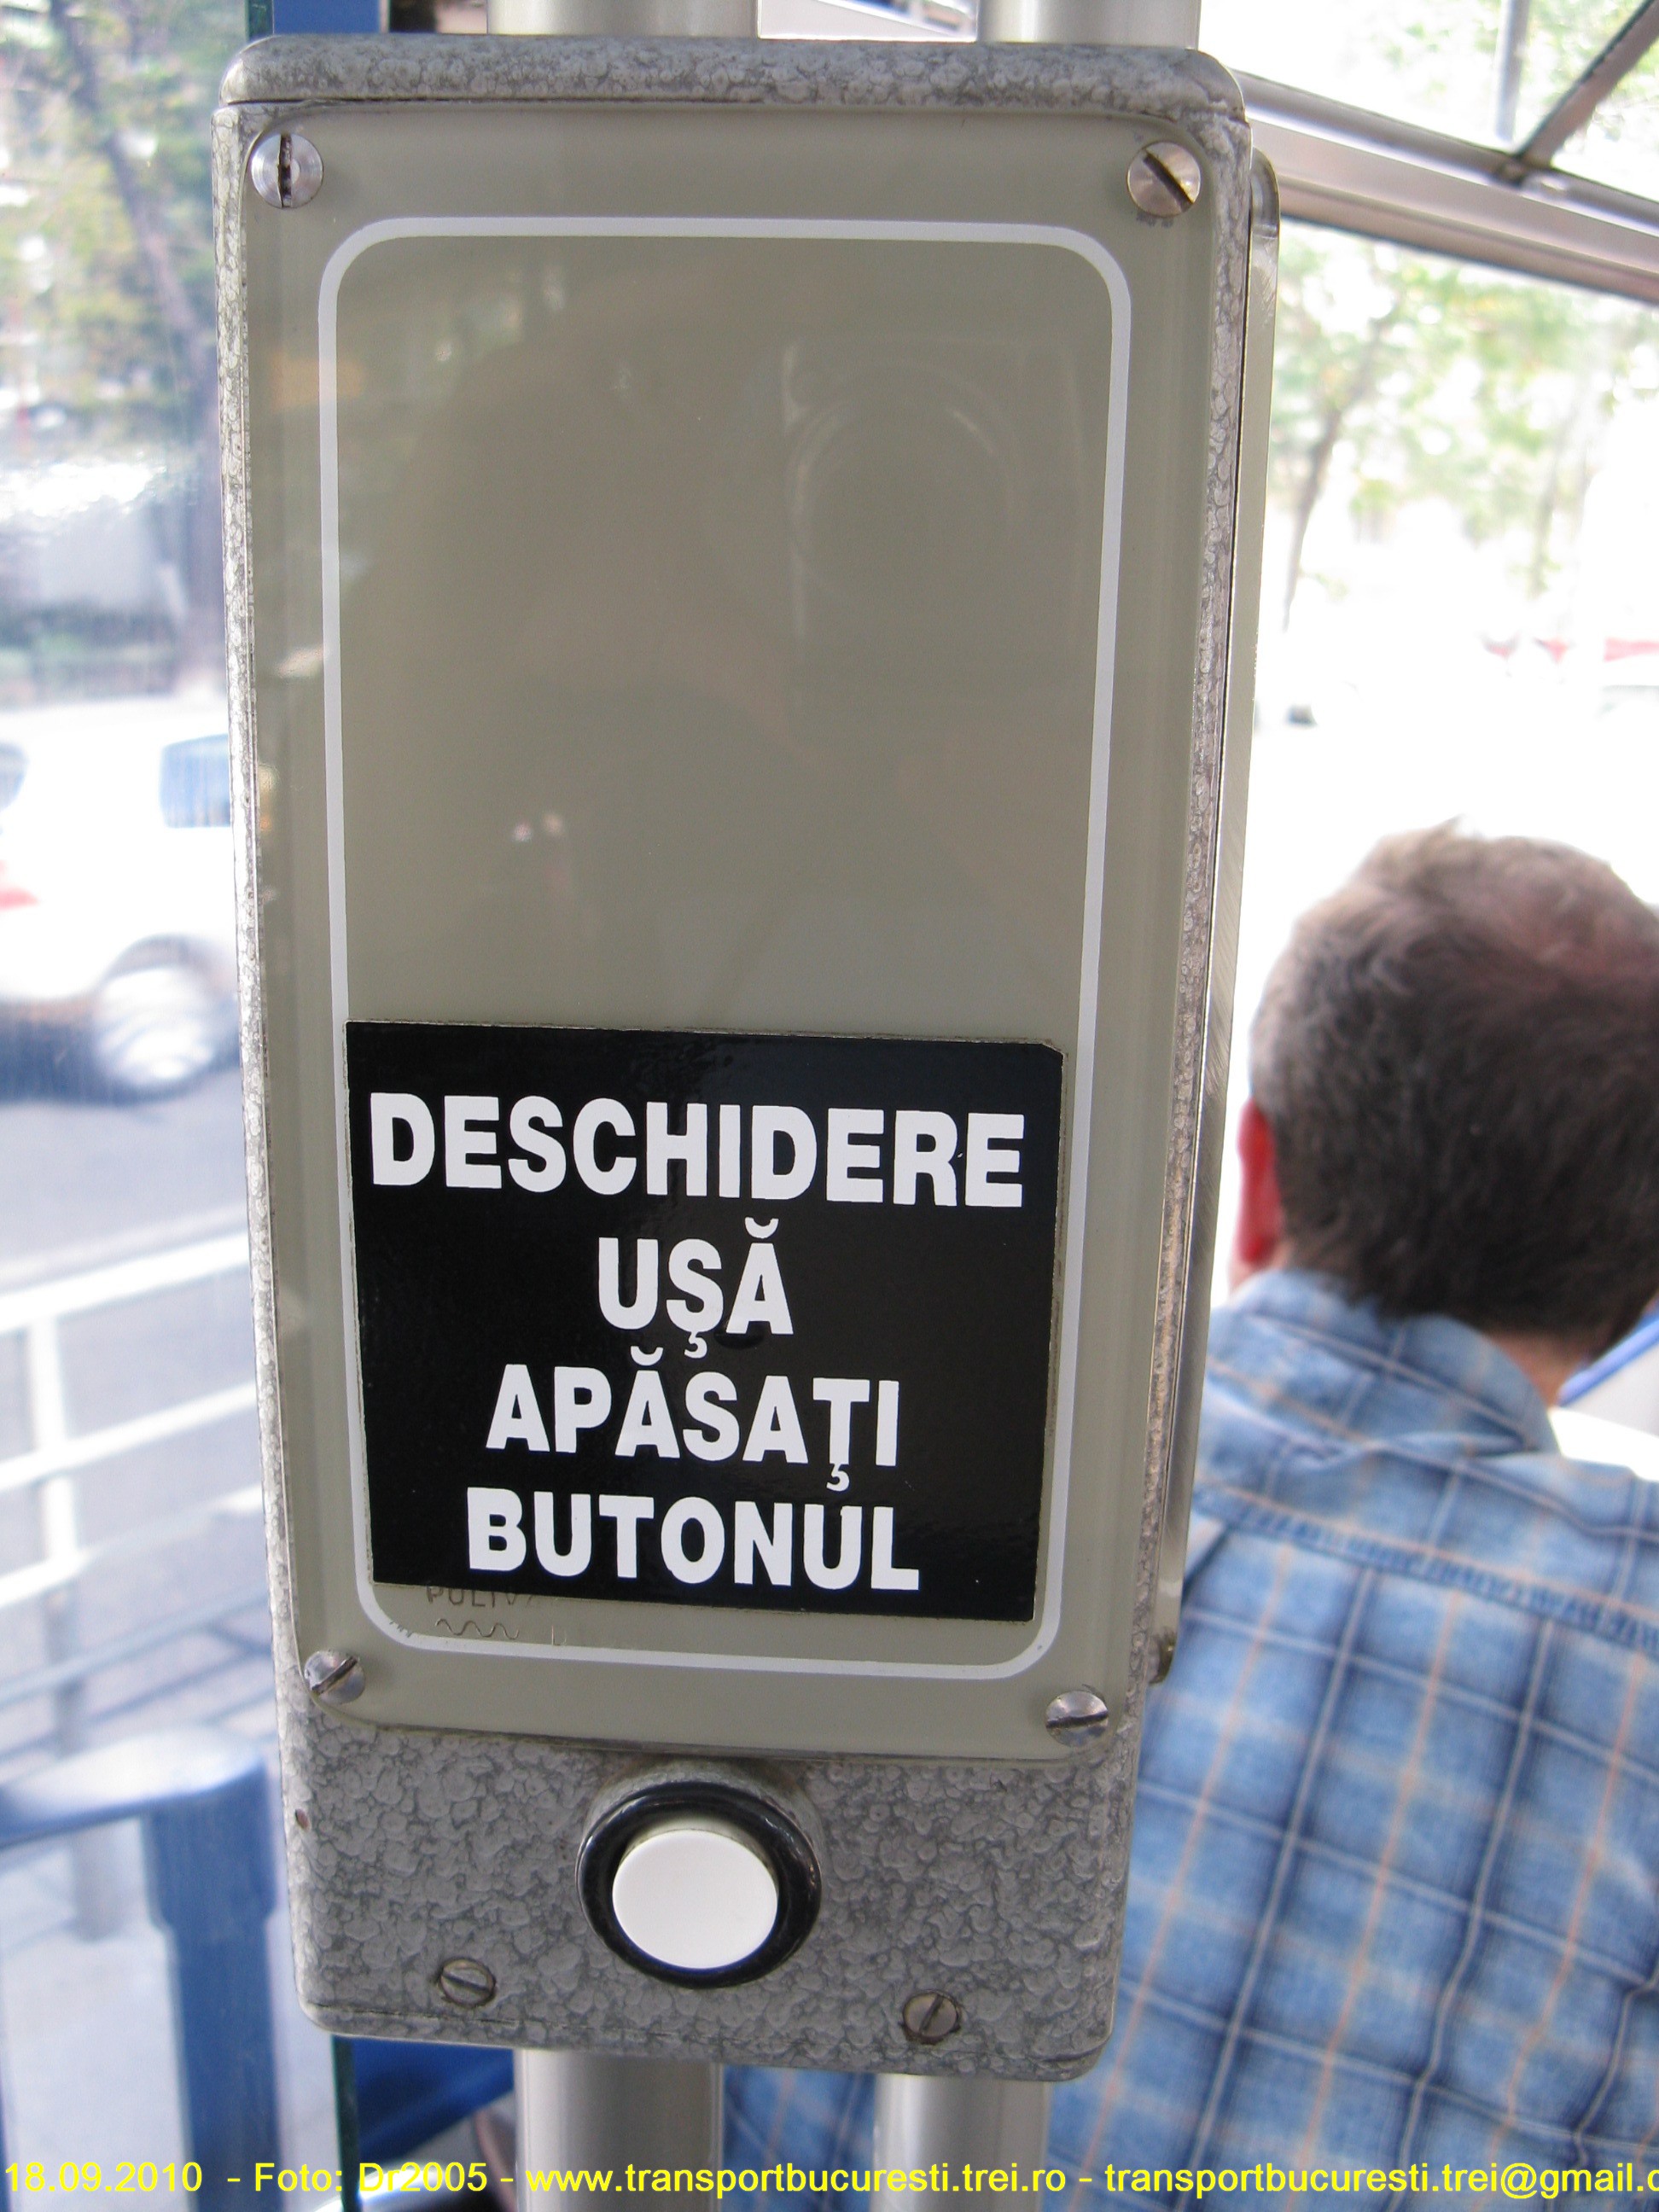 DESCHIDERE
UŞĂ
APĂSAŢI
BUTONUL
18.09.2010 - Foto: Dr2005 - www.transportbucuresti.trei.ro - transportbucuresti.trei@gmail.c